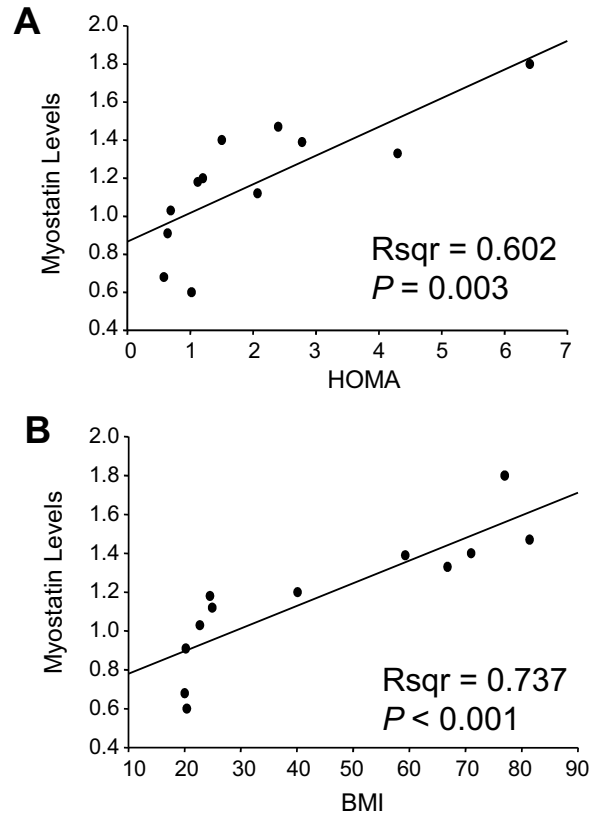 A
2.0
1.8
1.6
1.4
1.2
1.0
0.8
0.6
0.4
Myostatin Levels
Rsqr = 0.602
P = 0.003
0 1 2 3 4 5 6 7
HOMA
B
2.0
1.8
1.6
1.4
1.2
1.0
0.8
0.6
0.4
Myostatin Levels
Rsqr = 0.737
P < 0.001
10 20 30 40 50 60 70 80 90
BMI